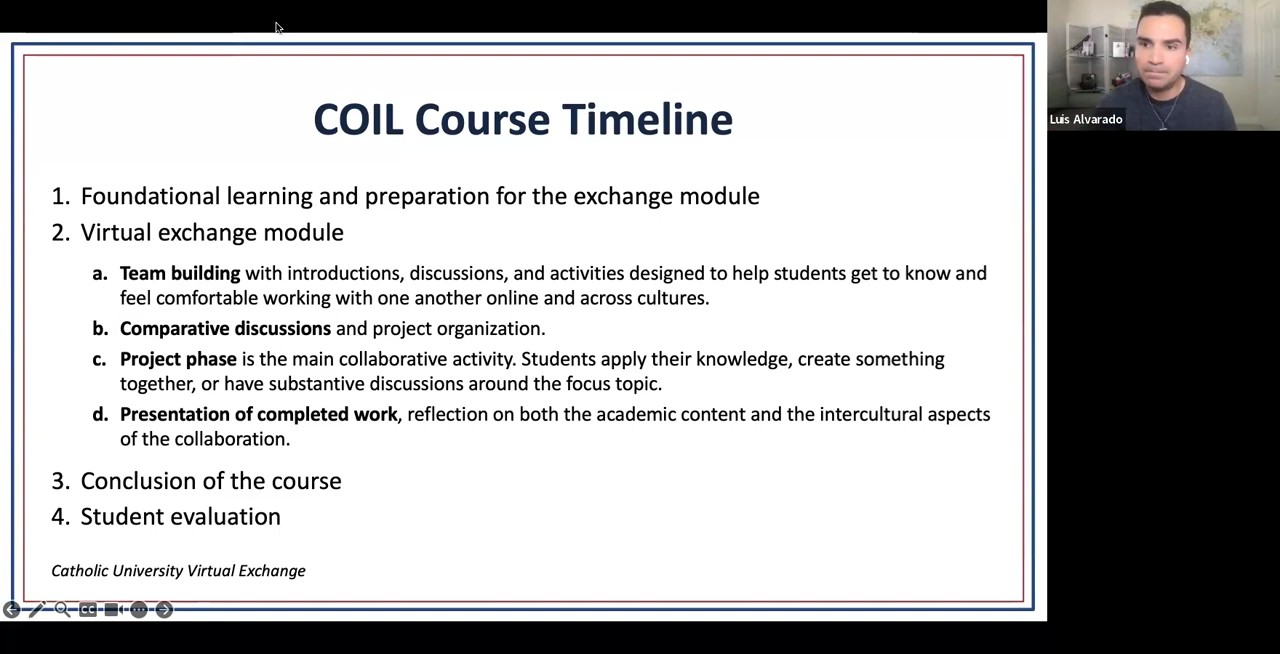 COIL Course Timeline
1. Foundational learning and preparation for the exchange module
2. Virtual exchange module
a. Team building with introductions, discussions, and activities designed to help students get to know and
feel comfortable working with one another online and across cultures.
b. Comparative discussions and project organization.
c. Project phase is the main collaborative activity. Students apply their knowledge, create something
together, or have substantive discussions around the focus topic.
d. Presentation of completed work, reflection on both the academic content and the intercultural aspects
of the collaboration.
3. Conclusion of the course
4. Student evaluation
Catholic University Virtual Exchange
CC
Luis Alvarado